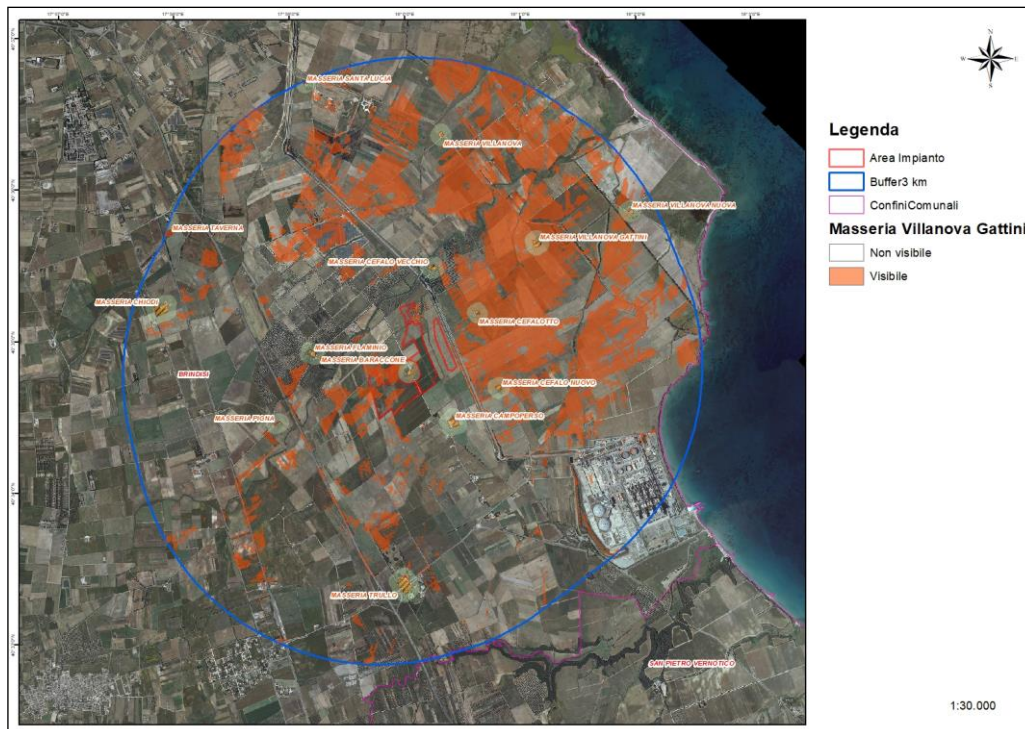 N
W E
S
MASSERIA SANTA LUCIA
MASSERIA VILLANOVA
MASSERIA VILLANOVA NUOVA
MASSERIA TAVERNA
MASSERIA VILLANOVA GATTINI
MASSERIA CEFALO VECCHIO
MASSERIA CHIODI
MASSERIA CEFALOTTO
MASSERIA FLAMINIO
MASSERIA BARACCONE
BRINDISI
MASSERIA CEFALO NUOVO
MASSERIA PIGNA
MASSERIA CAMPOPERSO
MASSERIA TRULLO
SAN PIETRO VERNOTICO
Legenda
Area Impianto
Buffer3 km
ConfiniComunali
Masseria Villanova Gattini
Non visibile
Visibile
1:30.000